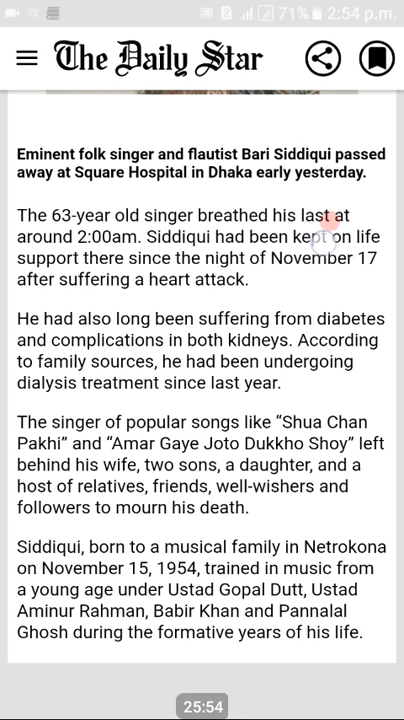 71% 2:54 p.m.
The Daily Star
Eminent folk singer and flautist Bari Siddiqui passed
away at Square Hospital in Dhaka early yesterday.
The 63-year old singer breathed his last at
around 2:00am. Siddiqui had been kept on life
support there since the night of November 17
after suffering a heart attack.
He had also long been suffering from diabetes
and complications in both kidneys. According
to family sources, he had been undergoing
dialysis treatment since last year.
The singer of popular songs like “Shua Chan
Pakhi” and “Amar Gaye Joto Dukkho Shoy” left
behind his wife, two sons, a daughter, and a
host of relatives, friends, well-wishers and
followers to mourn his death.
Siddiqui, born to a musical family in Netrokona
on November 15, 1954, trained in music from
a young age under Ustad Gopal Dutt, Ustad
Aminur Rahman, Babir Khan and Pannalal
Ghosh during the formative years of his life.
25:54